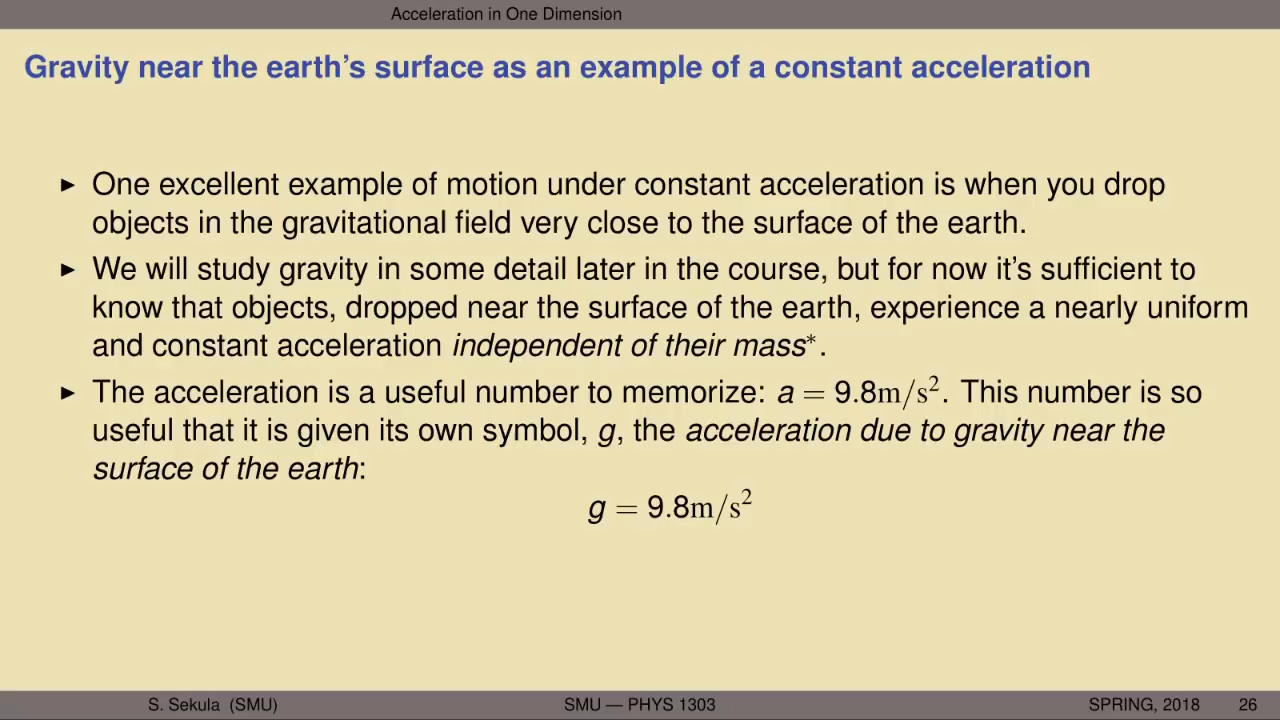 Acceleration in One Dimension
Gravity near the earth's surface as an example of a constant acceleration
▶ One excellent example of motion under constant acceleration is when you drop
objects in the gravitational field very close to the surface of the earth.
▶ We will study gravity in some detail later in the course, but for now it's sufficient to
know that objects, dropped near the surface of the earth, experience a nearly uniform
and constant acceleration independent of their mass*.
▶ The acceleration is a useful number to memorize: a = 9.8m/s². This number is so
useful that it is given its own symbol, g, the acceleration due to gravity near the
surface of the earth:
g = 9.8m/s²
S. Sekula (SMU) SMU — PHYS 1303 SPRING, 2018 26